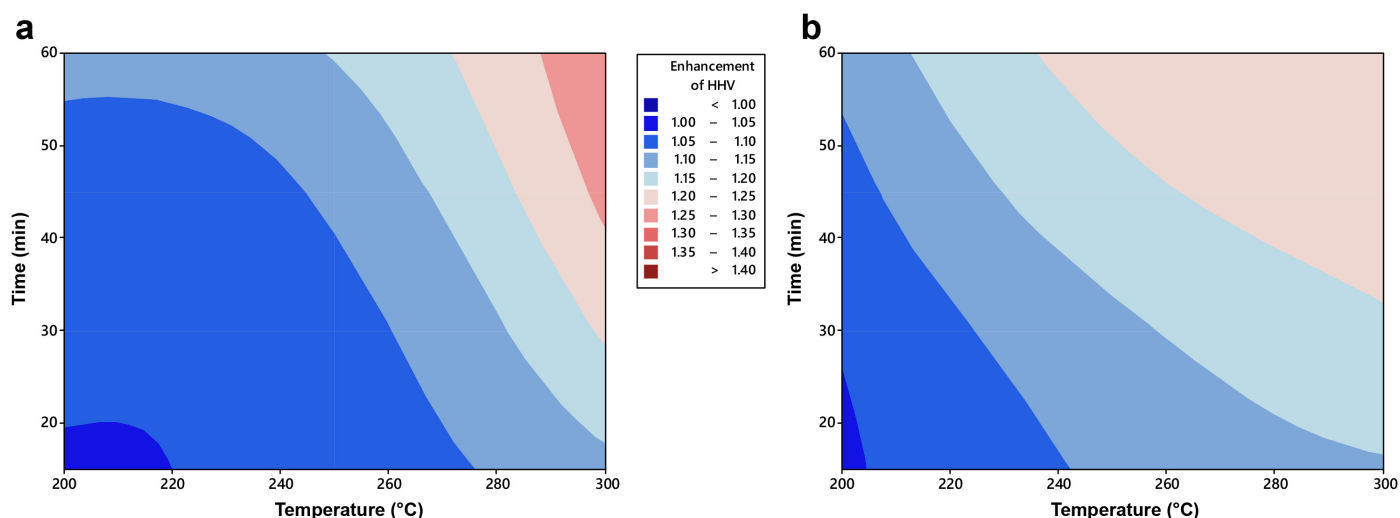 a
60
50
40
30
20
Time (min)
200 220 240 260 280 300
Temperature (°C)
Enhancement
of HHV
< 1.00
1.00 – 1.05
1.05 – 1.10
1.10 – 1.15
1.15 – 1.20
1.20 – 1.25
1.25 – 1.30
1.30 – 1.35
1.35 – 1.40
> 1.40
b
60
50
40
30
20
Time (min)
200 220 240 260 280 300
Temperature (°C)